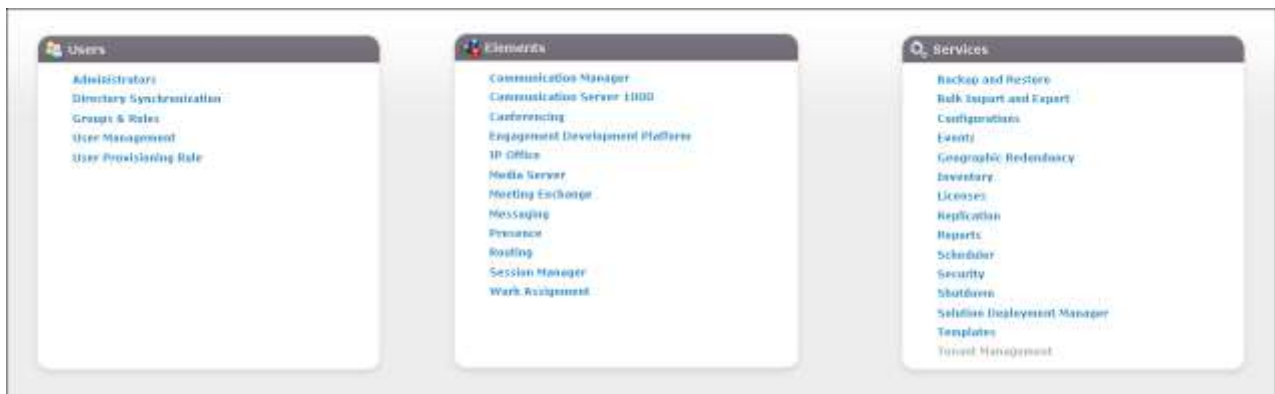 Users
Administrators
Directory Synchronization
Groups & Roles
User Management
User Provisioning Rule
Elements
Communication Manager
Communication Server 1000
Conferencing
Engagement Development Platform
IP Office
Media Server
Meeting Exchange
Messaging
Presence
Routing
Session Manager
Work Assignment
Services
Backup and Restore
Bulk Import and Export
Configurations
Events
Geographic Redundancy
Inventory
Licenses
Replication
Reports
Scheduler
Security
Shutdown
Solution Deployment Manager
Templates
Tenant Management